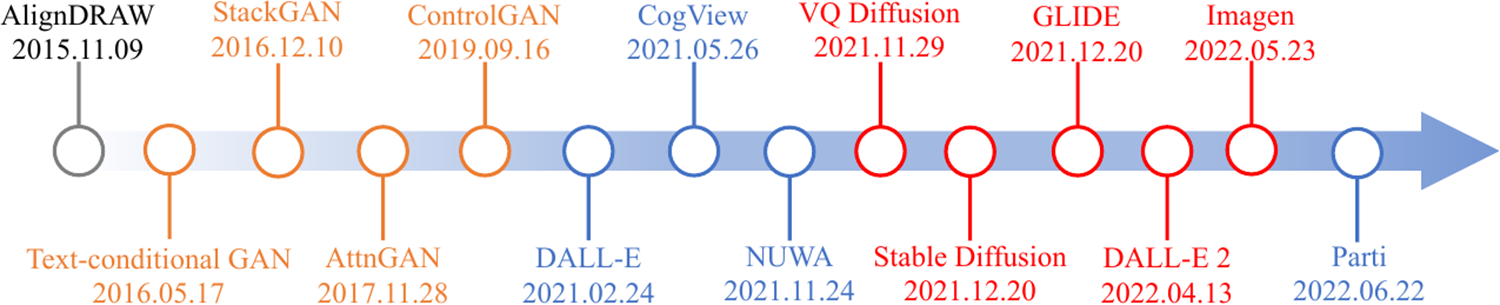 AlignDRAW
2015.11.09
StackGAN
2016.12.10
ControlGAN
2019.09.16
CogView
2021.05.26
VQ Diffusion
2021.11.29
GLIDE
2021.12.20
Imagen
2022.05.23
Text-conditional GAN
2016.05.17
AttnGAN
2017.11.28
DALL-E
2021.02.24
NUWA
2021.11.24
Stable Diffusion
2021.12.20
DALL-E 2
2022.04.13
Parti
2022.06.22